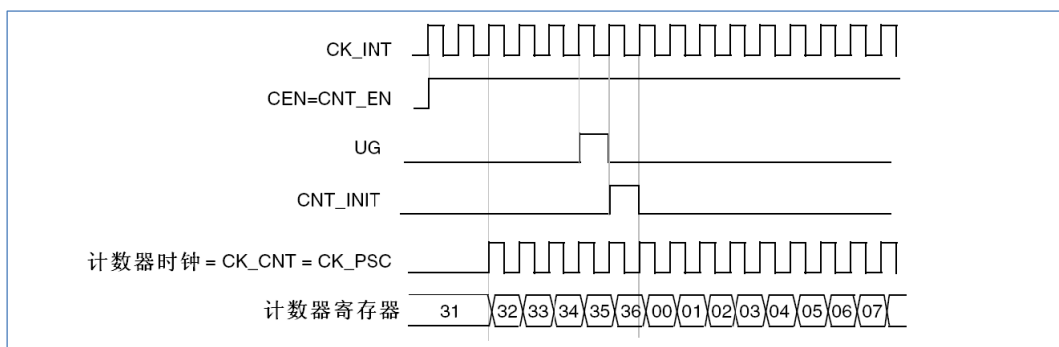 CK_INT
CEN=CNT_EN
UG
CNT_INIT
计数器时钟 = CK_CNT = CK_PSC
计数器寄存器 31 32 33 34 35 36 00 01 02 03 04 05 06 07